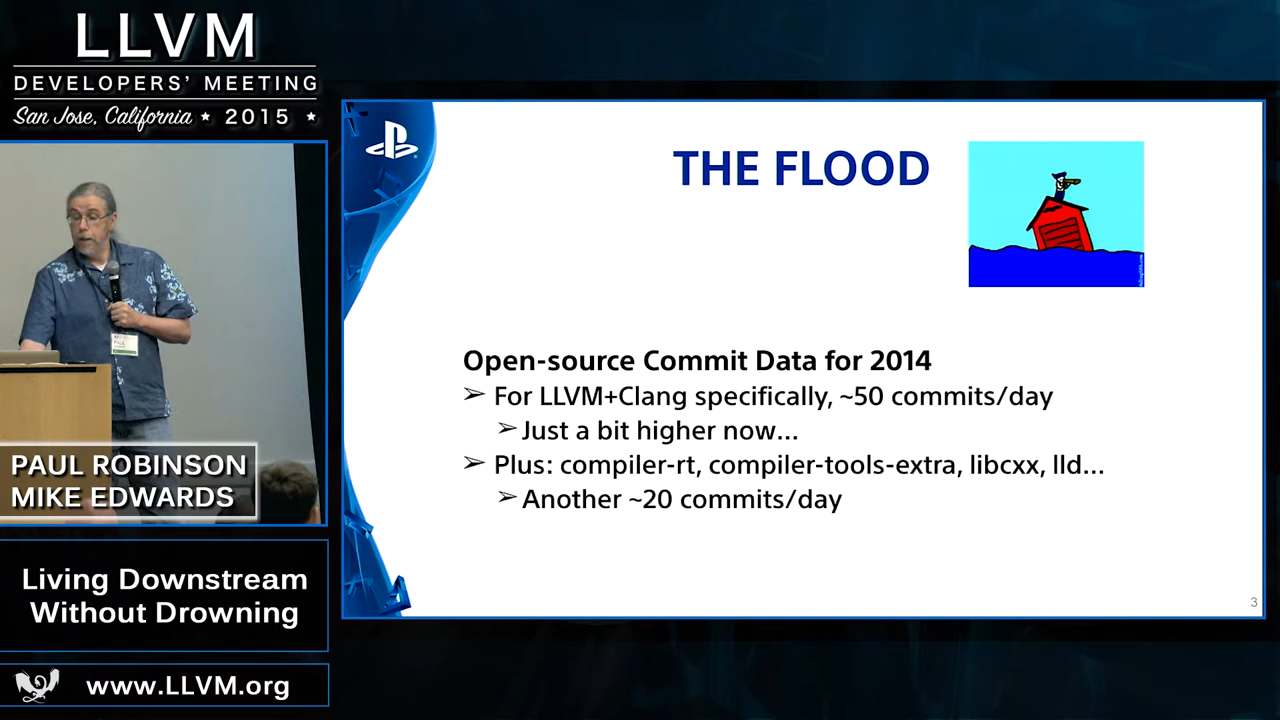 LLVM
DEVELOPERS' MEETING
San Jose, California ★ 2015 ★
THE FLOOD
Open-source Commit Data for 2014
➢ For LLVM+Clang specifically, ~50 commits/day
➢ Just a bit higher now...
➢ Plus: compiler-rt, compiler-tools-extra, libcxx, lld...
➢ Another ~20 commits/day
3
PAUL
PAUL ROBINSON
MIKE EDWARDS
Living Downstream
Without Drowning
www.LLVM.org